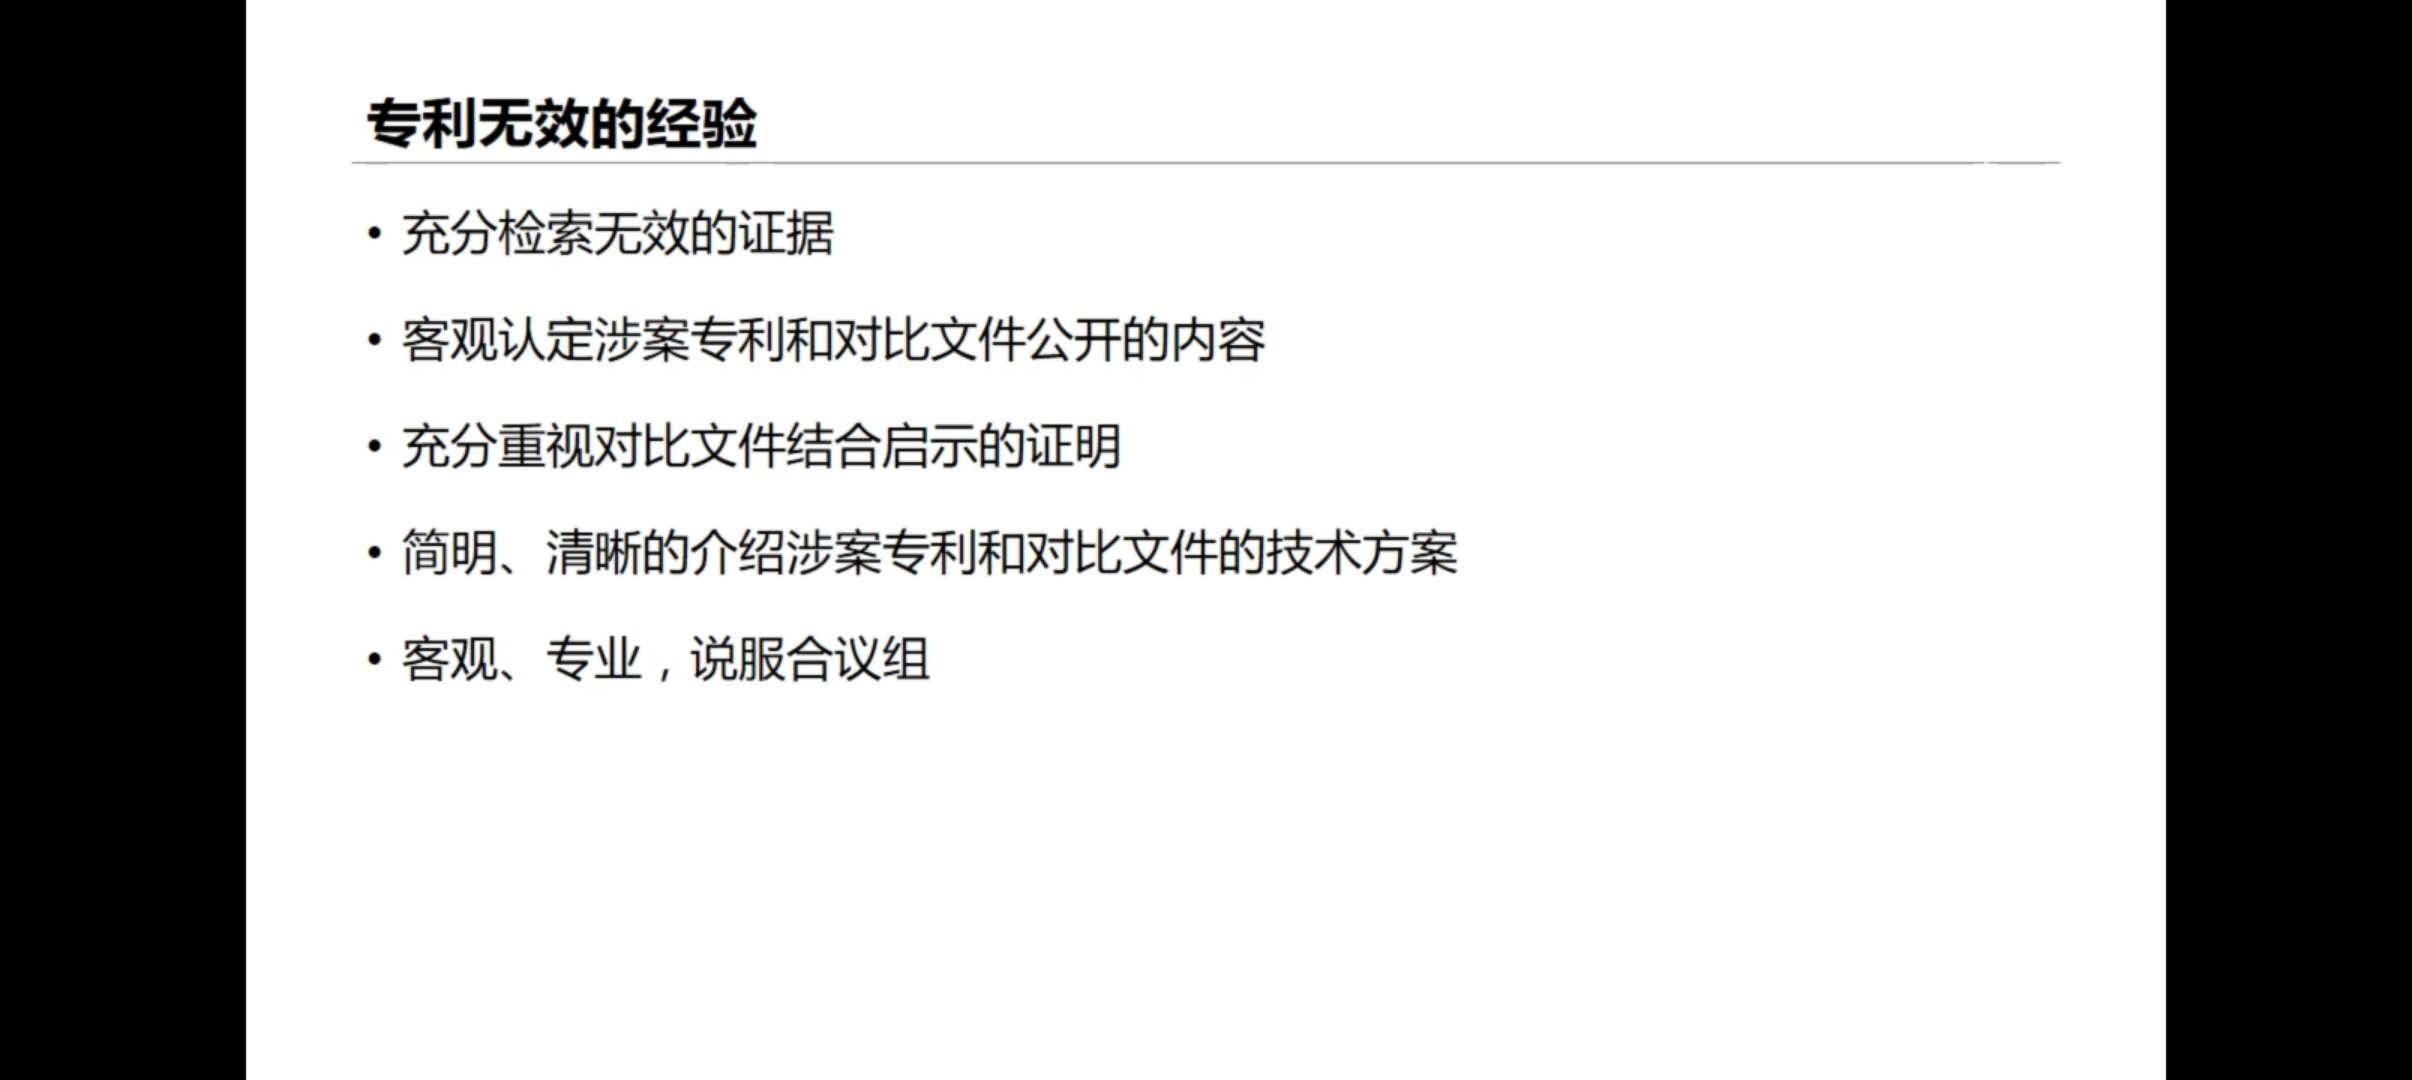 专利无效的经验
• 充分检索无效的证据
• 客观认定涉案专利和对比文件公开的内容
• 充分重视对比文件结合启示的证明
• 简明、清晰的介绍涉案专利和对比文件的技术方案
• 客观、专业，说服合议组